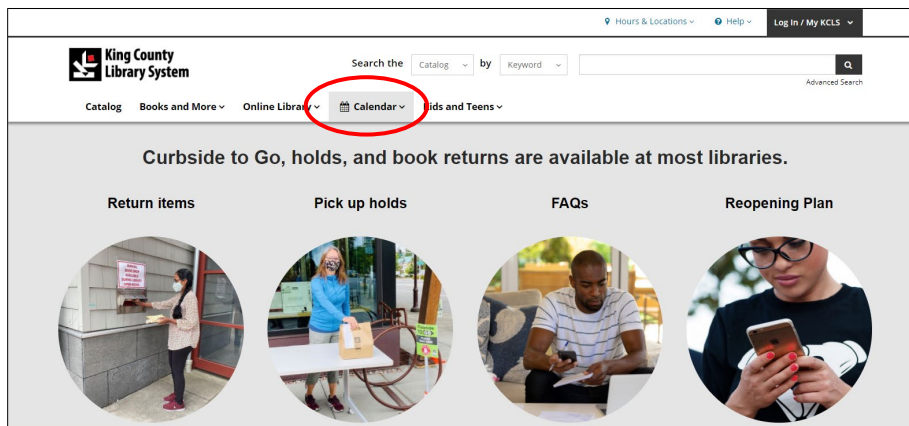 Hours & Locations Help Log In / My KCLS
King County
Library System
Search the Catalog by Keyword
Advanced Search
Catalog Books and More Online Library Calendar Kids and Teens
Curbside to Go, holds, and book returns are available at most libraries.
Return items Pick up holds FAQs Reopening Plan